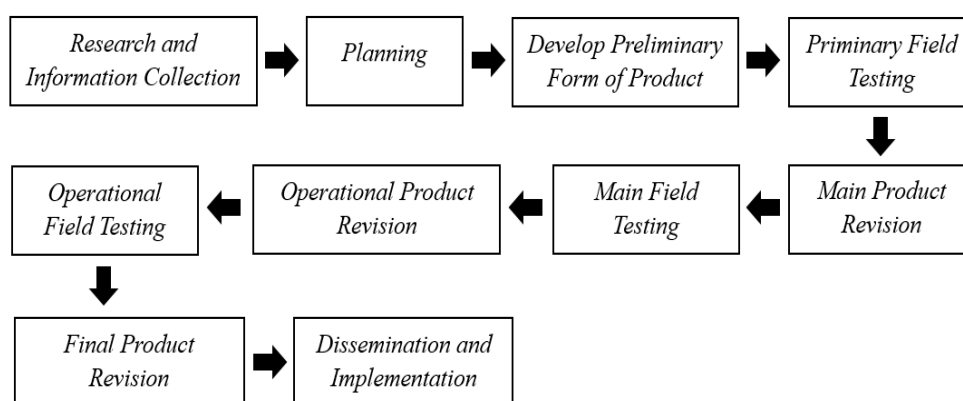 Research and
Information Collection
Planning
Develop Preliminary
Form of Product
Priminary Field
Testing
Main Product
Revision
Main Field
Testing
Operational Product
Revision
Operational
Field Testing
Final Product
Revision
Dissemination and
Implementation